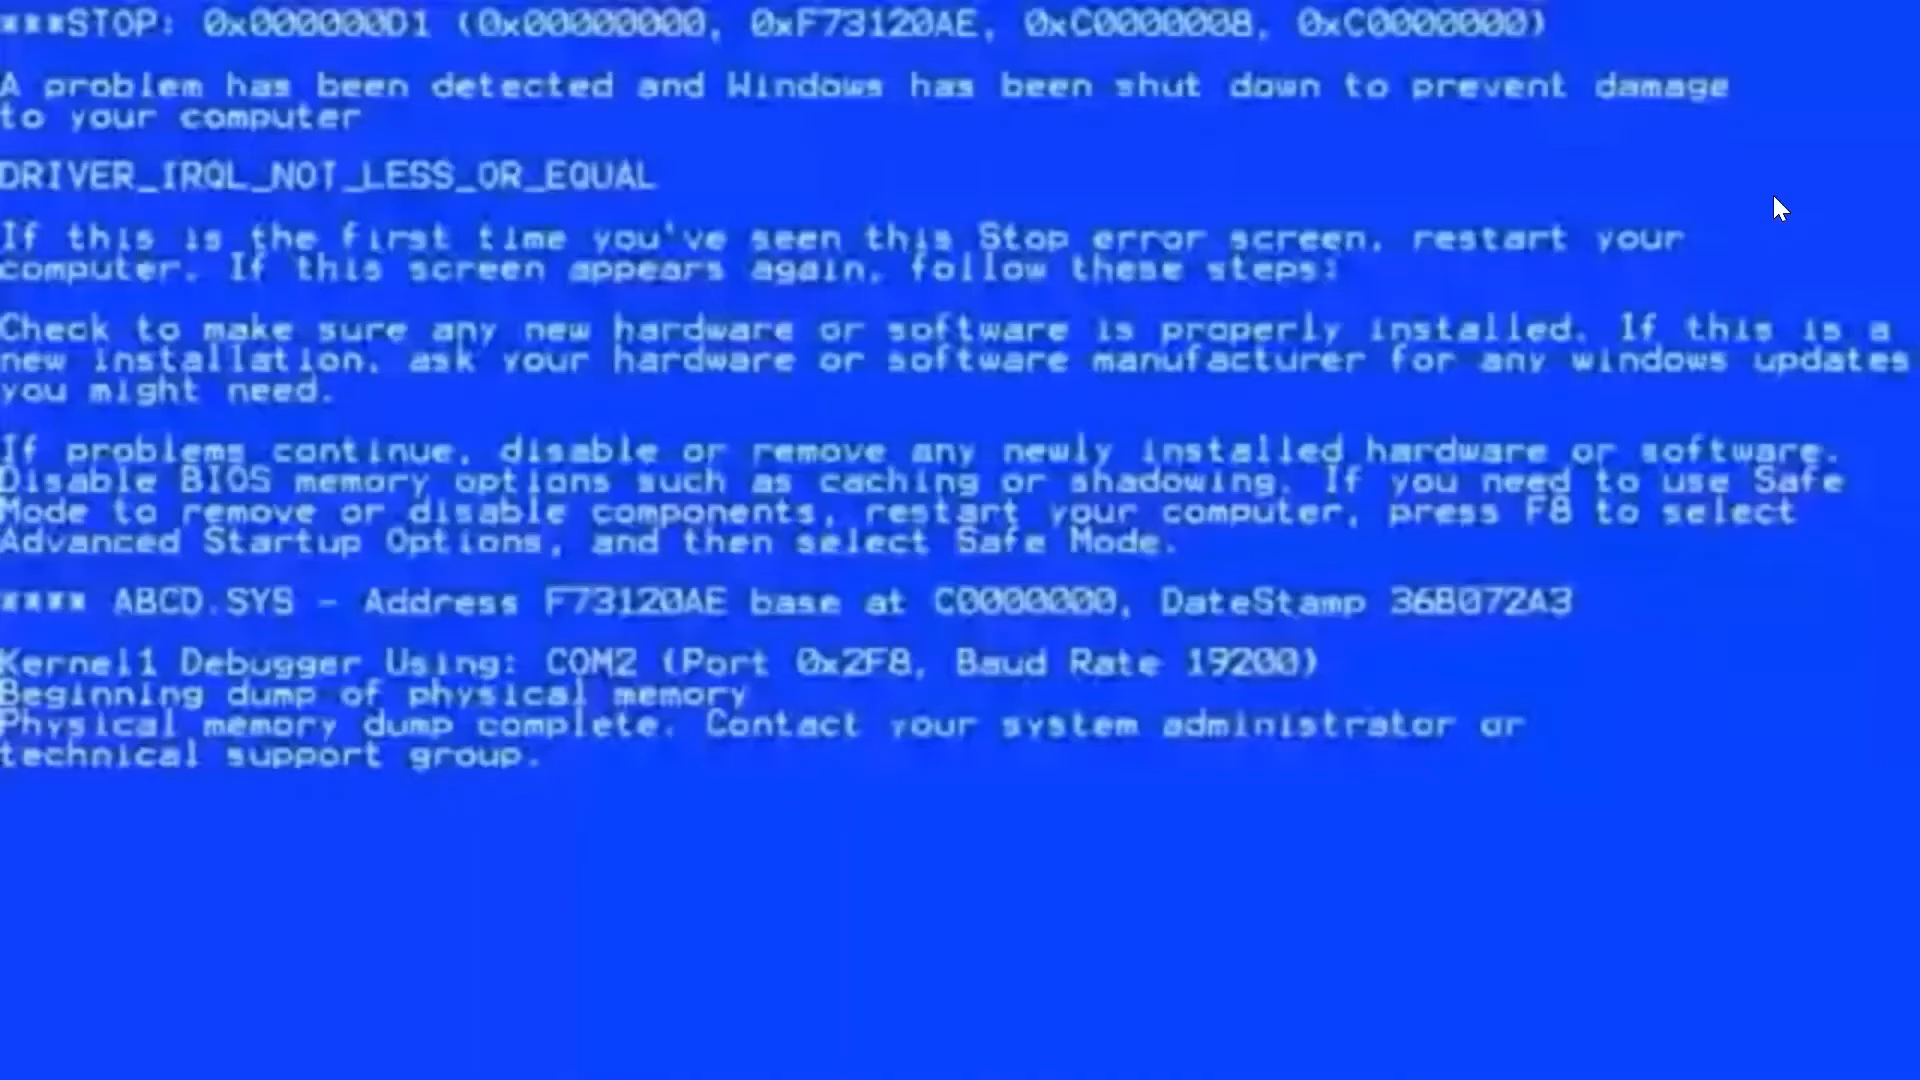 ***STOP: 0x000000D1 (0x00000000, 0xF73120AE, 0xC0000008, 0xC0000000)
A problem has been detected and Windows has been shut down to prevent damage
to your computer
DRIVER_IRQL_NOT_LESS_OR_EQUAL
If this is the first time you've seen this Stop error screen, restart your
computer. If this screen appears again, follow these steps:
Check to make sure any new hardware or software is properly installed. If this is a
new installation, ask your hardware or software manufacturer for any windows updates
you might need.
If problems continue, disable or remove any newly installed hardware or software.
Disable BIOS memory options such as caching or shadowing. If you need to use Safe
Mode to remove or disable components, restart your computer, press F8 to select
Advanced Startup Options, and then select Safe Mode.
**** ABCD.SYS - Address F73120AE base at C0000000, DateStamp 36B072A3
Kernel1 Debugger Using: COM2 (Port 0x2F8, Baud Rate 19200)
Beginning dump of physical memory
Physical memory dump complete. Contact your system administrator or
technical support group.